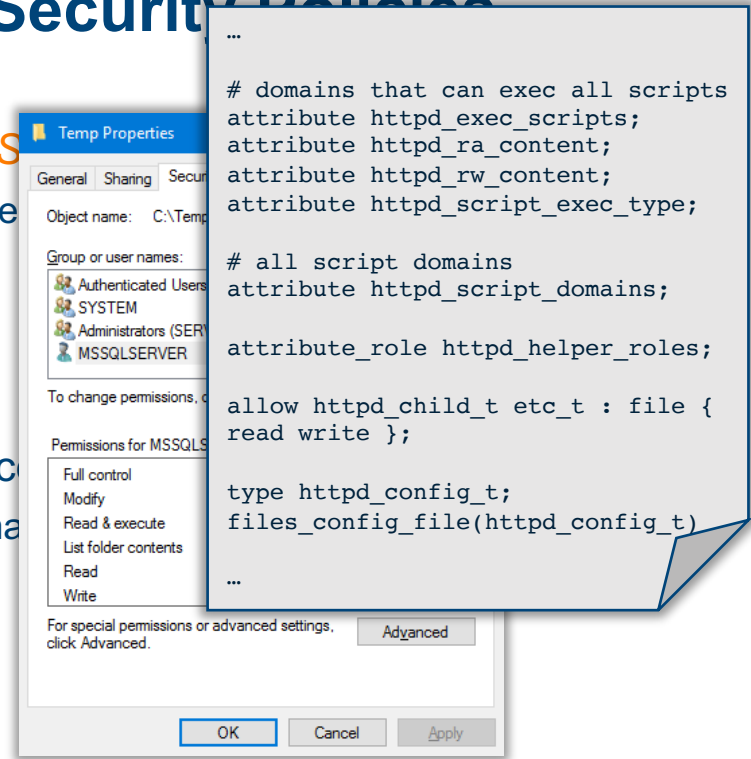 Security Policies
…
# domains that can exec all scripts
attribute httpd_exec_scripts;
attribute httpd_ra_content;
attribute httpd_rw_content;
attribute httpd_script_exec_type;
# all script domains
attribute httpd_script_domains;
attribute_role httpd_helper_roles;
allow httpd_child_t etc_t : file {
read write };
type httpd_config_t;
files_config_file(httpd_config_t)
…
Temp Properties
General Sharing Secur
Object name: C:\Temp
Group or user names:
Authenticated Users
SYSTEM
Administrators (SERV
MSSQLSERVER
To change permissions, c
Permissions for MSSQLS
Full control
Modify
Read & execute
List folder contents
Read
Write
For special permissions or advanced settings,
click Advanced.
Advanced
OK Cancel Apply